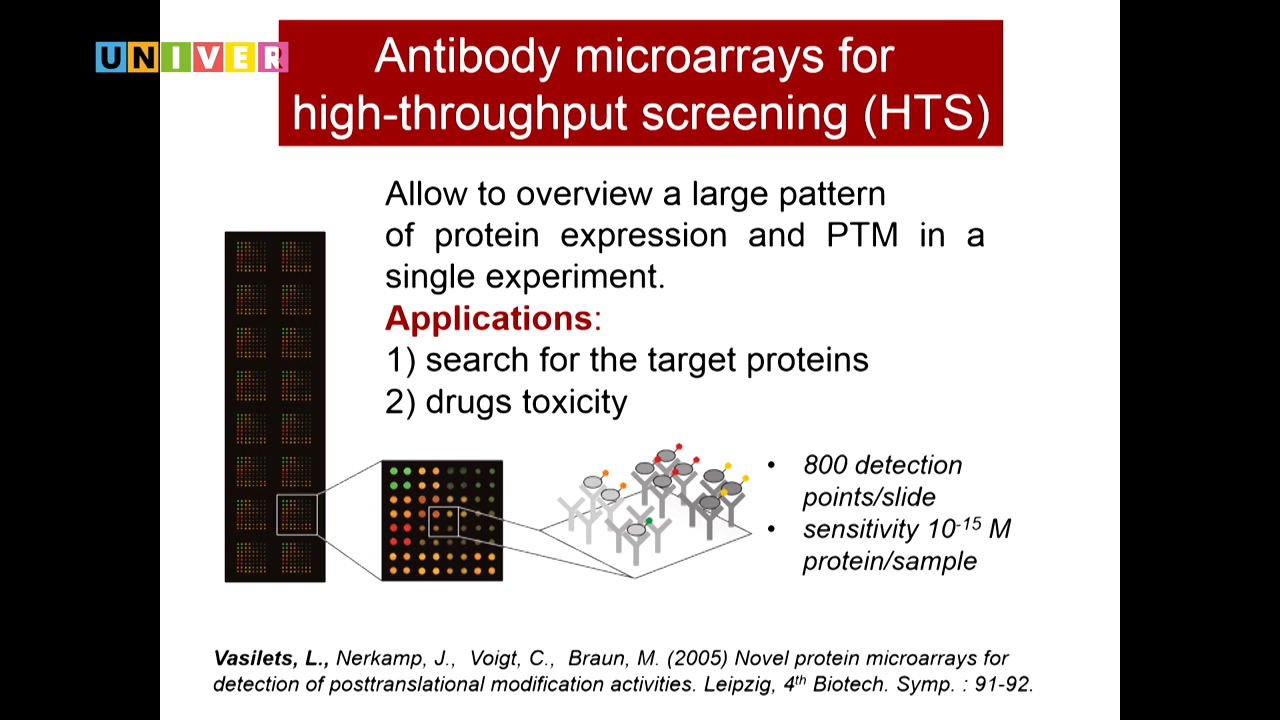 UNIVER
Antibody microarrays for
high-throughput screening (HTS)
Allow to overview a large pattern
of protein expression and PTM in a
single experiment.
Applications:
1) search for the target proteins
2) drugs toxicity
• 800 detection
points/slide
• sensitivity 10⁻¹⁵ M
protein/sample
Vasilets, L., Nerkamp, J., Voigt, C., Braun, M. (2005) Novel protein microarrays for
detection of posttranslational modification activities. Leipzig, 4ᵗʰ Biotech. Symp. : 91-92.